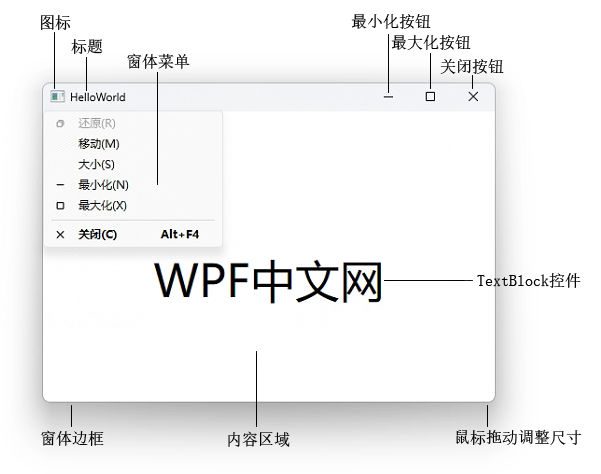 图标
标题
窗体菜单
最小化按钮
最大化按钮
关闭按钮
HelloWorld
还原(R)
移动(M)
大小(S)
最小化(N)
最大化(X)
关闭(C) Alt+F4
WPF中文网
TextBlock控件
窗体边框
内容区域
鼠标拖动调整尺寸